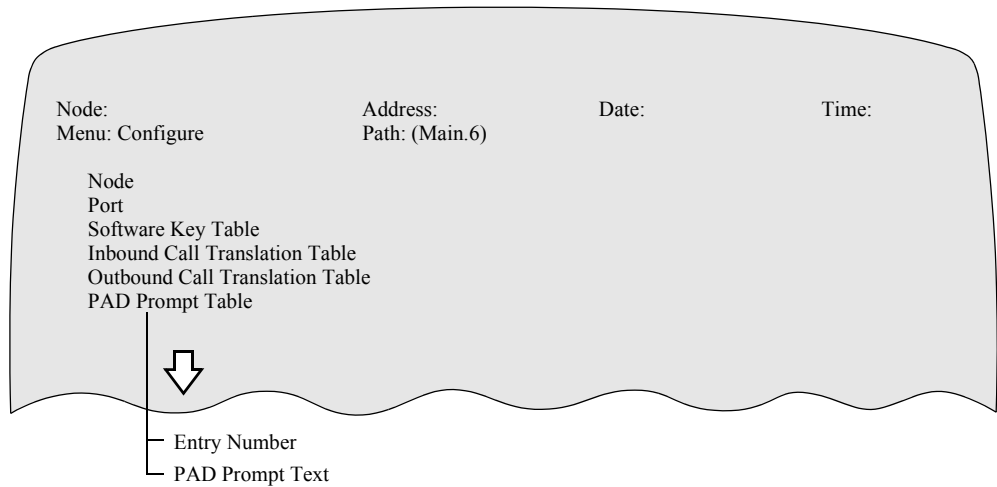 Node: Address: Date: Time:
Menu: Configure Path: (Main.6)
Node
Port
Software Key Table
Inbound Call Translation Table
Outbound Call Translation Table
PAD Prompt Table
Entry Number
PAD Prompt Text